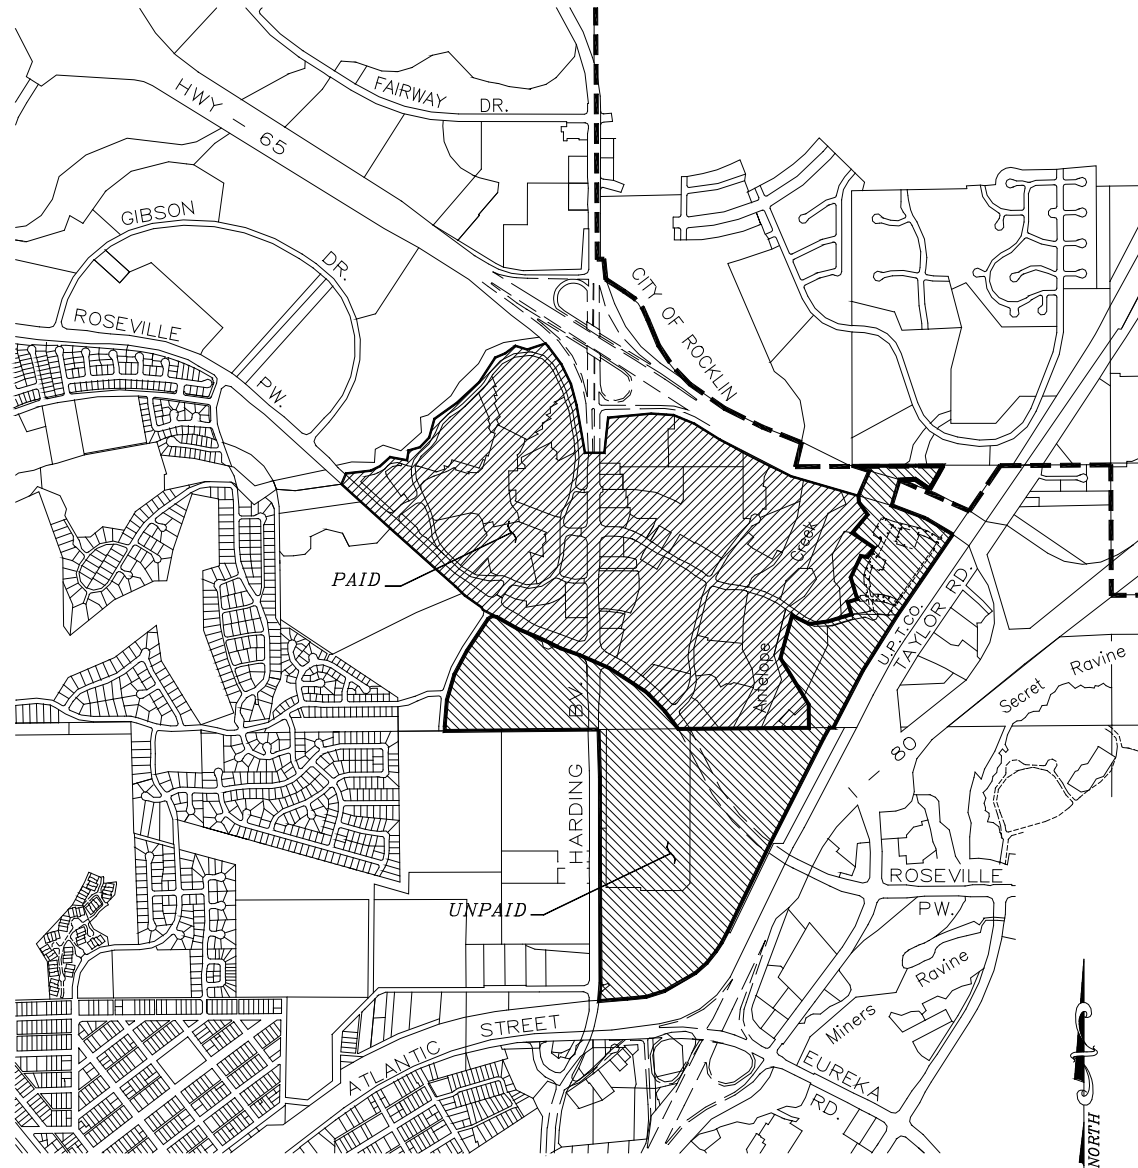 FAIRWAY DR.
HWY - 65
GIBSON DR.
ROSEVILLE PW.
CITY OF ROCKLIN
PAID
Creek
Antelope
U.P.T.CO.
TAYLOR RD.
Secret Ravine
BV
HARDING
- 80
UNPAID
ROSEVILLE
PW.
Miners Ravine
ATLANTIC STREET
EUREKA RD.
NORTH